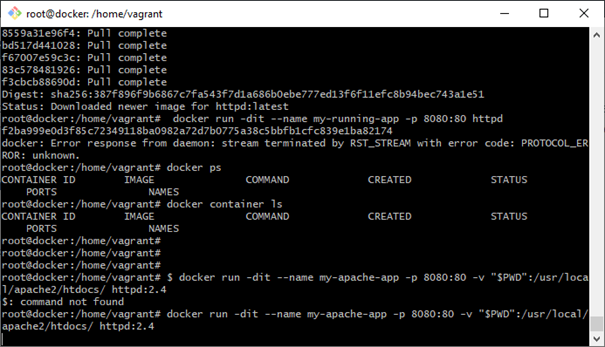 root@docker: /home/vagrant
8559a31e96f4: Pull complete
bd517d441028: Pull complete
f67007e59c3c: Pull complete
83c578481926: Pull complete
f3cbcb88690d: Pull complete
Digest: sha256:387f896f9b6867c7fa543f7d1a686b0ebe777ed13f6f11efc8b94bec743a1e51
Status: Downloaded newer image for httpd:latest
root@docker:/home/vagrant#  docker run -dit --name my-running-app -p 8080:80 httpd
f2ba999e0d3f85c72349118ba0982a72d7b0775a38c5bbfb1cfc839e1ba82174
docker: Error response from daemon: stream terminated by RST_STREAM with error code: PROTOCOL_ER
ROR: unknown.
root@docker:/home/vagrant# docker ps
CONTAINER ID        IMAGE               COMMAND             CREATED             STATUS
    PORTS               NAMES
root@docker:/home/vagrant# docker container ls
CONTAINER ID        IMAGE               COMMAND             CREATED             STATUS
    PORTS               NAMES
root@docker:/home/vagrant#
root@docker:/home/vagrant#
root@docker:/home/vagrant#
root@docker:/home/vagrant# $ docker run -dit --name my-apache-app -p 8080:80 -v "$PWD":/usr/loca
l/apache2/htdocs/ httpd:2.4
$: command not found
root@docker:/home/vagrant# docker run -dit --name my-apache-app -p 8080:80 -v "$PWD":/usr/local/
apache2/htdocs/ httpd:2.4